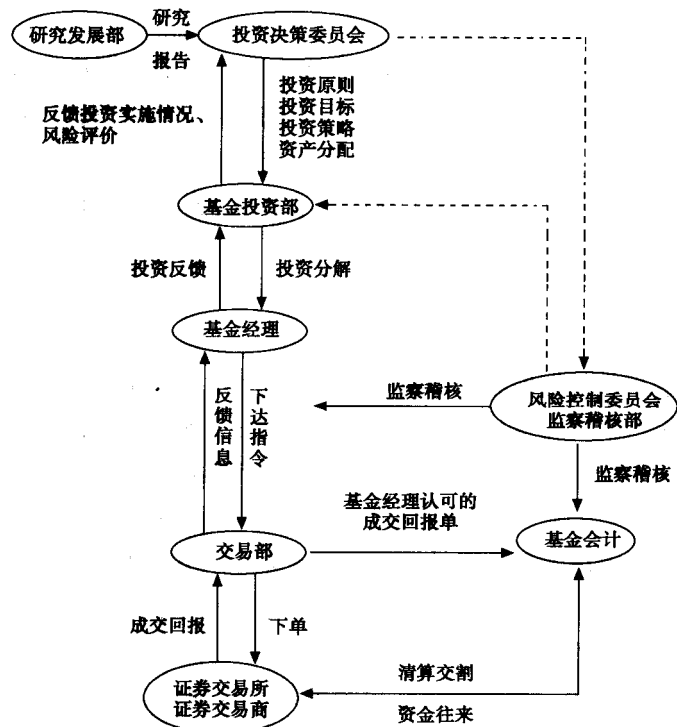 研究发展部
研究
报告
投资决策委员会
反馈投资实施情况、
风险评价
投资原则
投资目标
投资策略
资产分配
基金投资部
投资反馈
投资分解
基金经理
反馈信息
下达指令
监察稽核
风险控制委员会
监察稽核部
监察稽核
基金经理认可的
成交回报单
交易部
基金会计
成交回报
下单
清算交割
证券交易所
证券交易商
资金往来